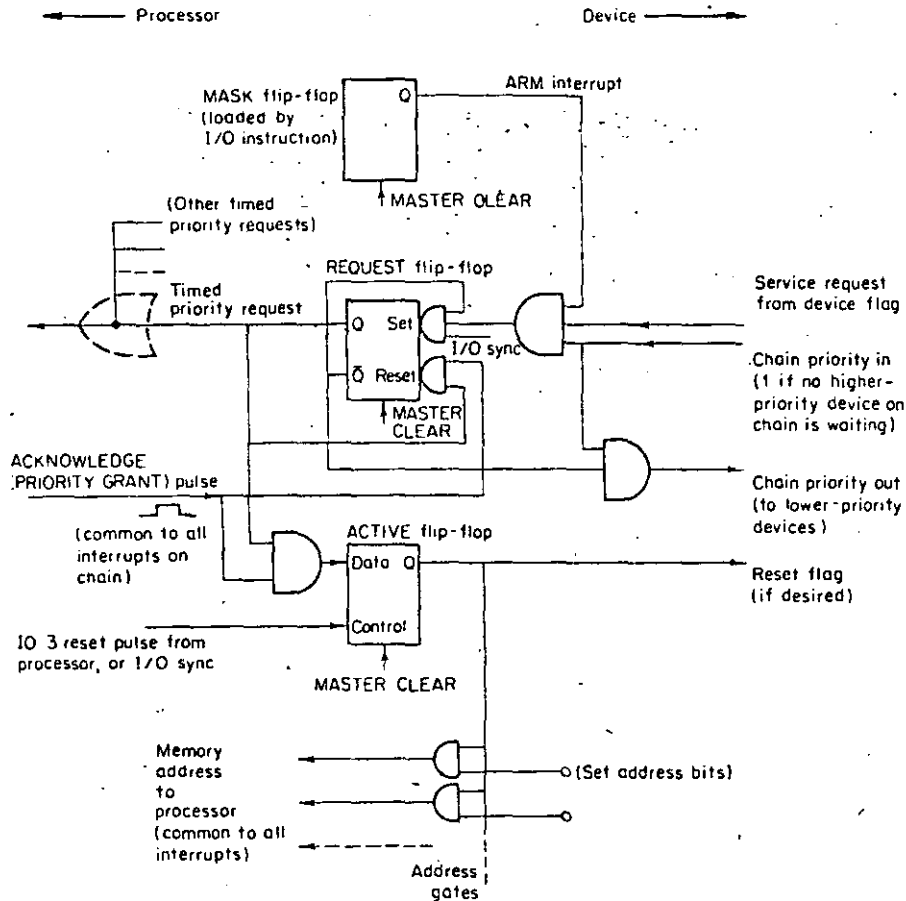 Processor
Device
MASK flip-flop
(loaded by
I/O instruction)
Q
ARM interrupt
MASTER CLEAR
(Other timed
priority requests)
REQUEST flip-flop
Timed
priority request
Q
Set
I/O sync
Q̅
Reset
MASTER
CLEAR
Service request
from device flag
Chain priority in
(1 if no higher-
priority device on
chain is waiting)
ACKNOWLEDGE
(PRIORITY GRANT) pulse
(common to all
interrupts on
chain)
Chain priority out
(to lower-priority
devices)
ACTIVE flip-flop
Data
Q
Control
Reset flag
(if desired)
IO 3 reset pulse from
processor, or I/O sync
MASTER CLEAR
Memory
address
to
processor
(common to all
interrupts)
(Set address bits)
Address
gates